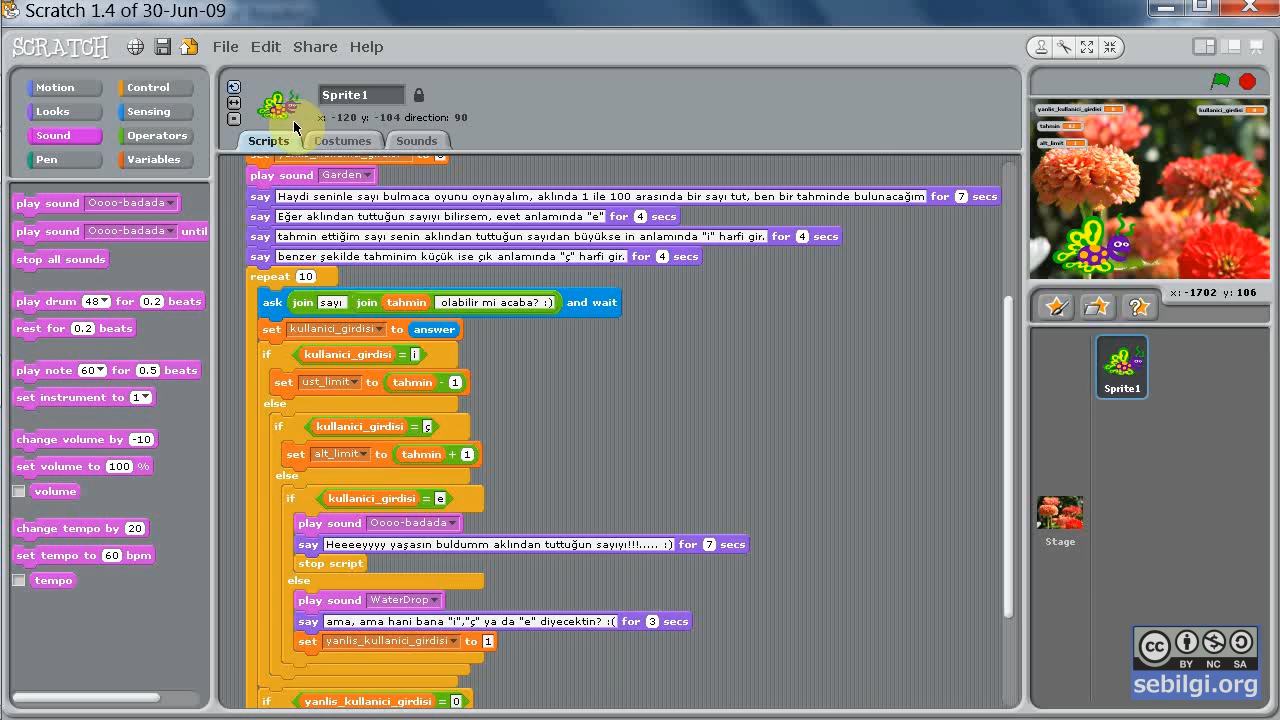 Scratch 1.4 of 30-Jun-09
SCRATCH File Edit Share Help
Motion Control
Looks Sensing
Sound Operators
Pen Variables
play sound Oooo-badada
play sound Oooo-badada until
stop all sounds
play drum 48 for 0.2 beats
rest for 0.2 beats
play note 60 for 0.5 beats
set instrument to 1
change volume by -10
set volume to 100 %
volume
change tempo by 20
set tempo to 60 bpm
tempo
Sprite1
x: -120 y: -104 direction: 90
Scripts Costumes Sounds
play sound Garden
say Haydi seninle sayı bulmaca oyunu oynayalım, aklında 1 ile 100 arasında bir sayı tut, ben bir tahminde bulunacağım for 7 secs
say Eğer aklından tuttuğun sayıyı bilirsem, evet anlamında "e" for 4 secs
say tahmin ettiğim sayı senin aklından tuttuğun sayıdan büyükse in anlamında "i" harfi gir. for 4 secs
say benzer şekilde söylediğim küçük ise çık anlamında "ç" harfi gir. for 4 secs
repeat 10
ask join sayı join tahmin olabilir mi acaba? :) and wait
set kullanici_girdisi to answer
if kullanici_girdisi = i
set ust_limit to tahmin - 1
else
if kullanici_girdisi = ç
set alt_limit to tahmin + 1
else
if kullanici_girdisi = e
play sound Oooo-badada
say Heeeeyyyy yaşasın buldumm aklından tuttuğun sayıyı!!!..... :) for 7 secs
stop script
else
play sound WaterDrop
say ama, ama hani bana "i","ç" ya da "e" diyecektin? :( for 3 secs
set yanlis_kullanici_girdisi to 1
if yanlis_kullanici_girdisi = 0
yanlis_kullanici_girdisi
kullanici_girdisi
tahmin
alt_limit
x: -1702 y: 106
Sprite1
Stage
cc BY NC SA
sebilgi.org